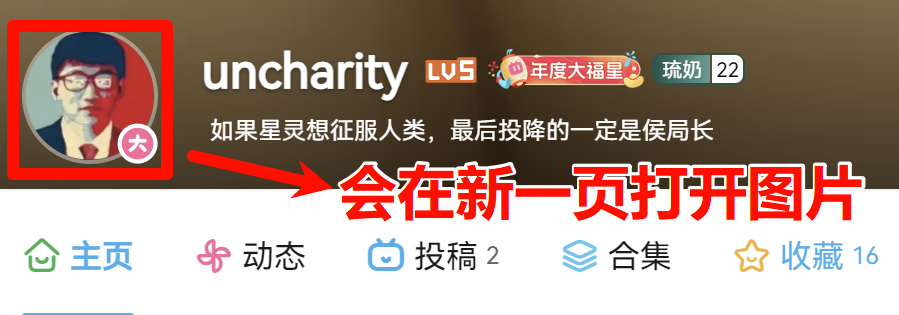 uncharity LV5 年度大福星 琉奶 22
大
如果星灵想征服人类，最后投降的一定是侯局长
会在新一页打开图片
主页 动态 投稿 2 合集 收藏 16